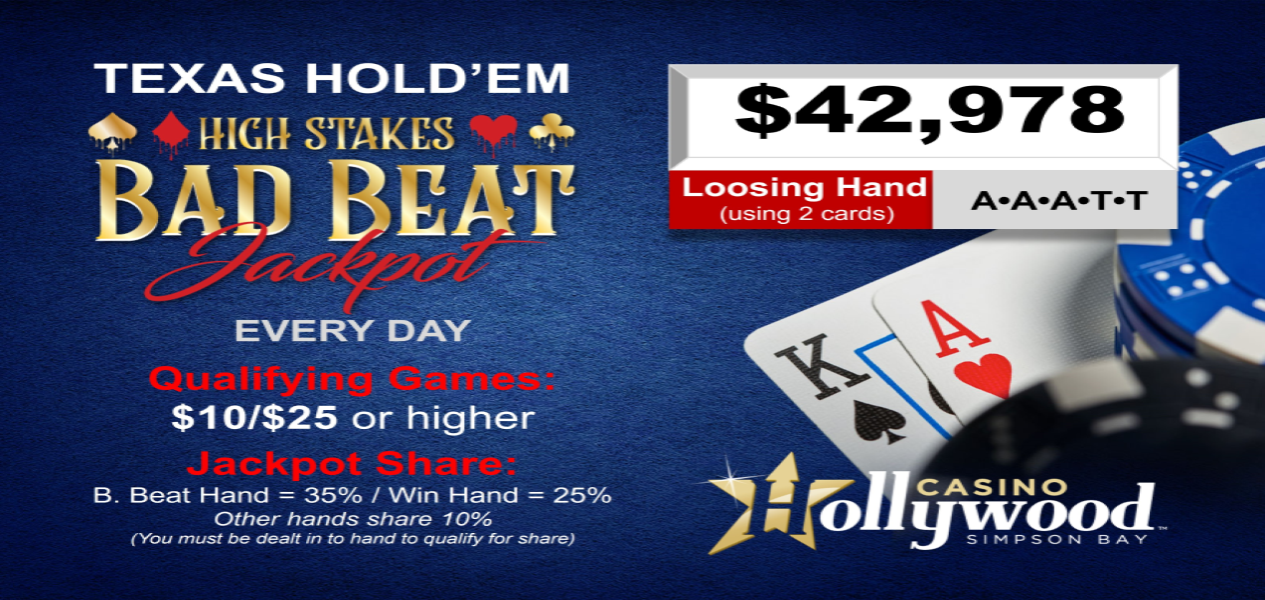 TEXAS HOLD’EM
HIGH STAKES
BAD BEAT
Jackpot
EVERY DAY
Qualifying Games:
$10/$25 or higher
Jackpot Share:
B. Beat Hand = 35% / Win Hand = 25%
Other hands share 10%
(You must be dealt in to hand to qualify for share)
$42,978
Loosing Hand
(using 2 cards)
A•A•A•T•T
K
A
CASINO
Hollywood™
SIMPSON BAY